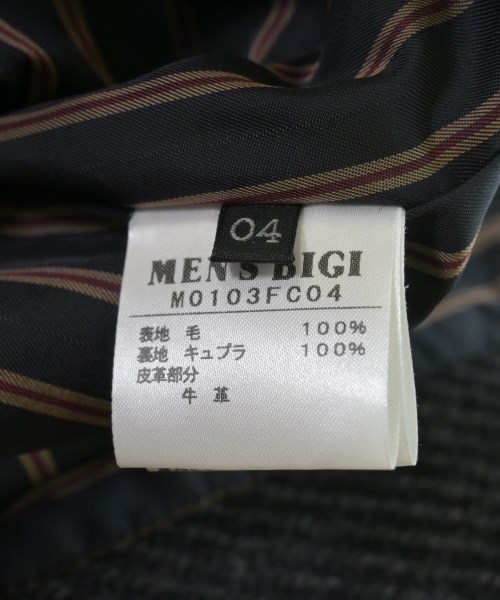 04
MEN'S BIGI
M0103FC04
表地 毛 100%
裏地 キュプラ 100%
皮革部分
牛 革